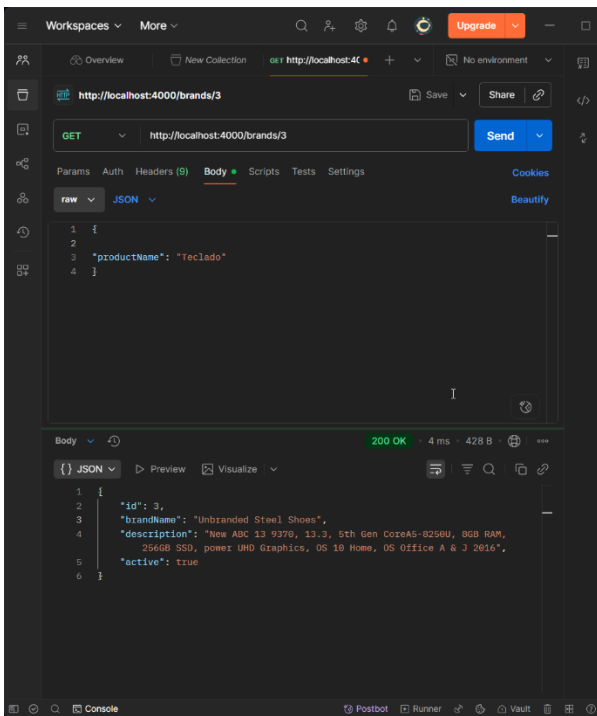 Workspaces More Upgrade
Overview New Collection GET http://localhost:4( No environment
HTTP http://localhost:4000/brands/3 Save Share
GET http://localhost:4000/brands/3 Send
Params Auth Headers (9) Body Scripts Tests Settings Cookies
raw JSON Beautify
1 {
2
3 "productName": "Teclado"
4 }
Body 200 OK 4 ms 428 B
{ } JSON Preview Visualize
1 {
2 "id": 3,
3 "brandName": "Unbranded Steel Shoes",
4 "description": "New ABC 13 9370, 13.3, 5th Gen CoreA5-8250U, 8GB RAM,
256GB SSD, power UHD Graphics, OS 10 Home, OS Office A & J 2016",
5 "active": true
6 }
Console Postbot Runner Vault